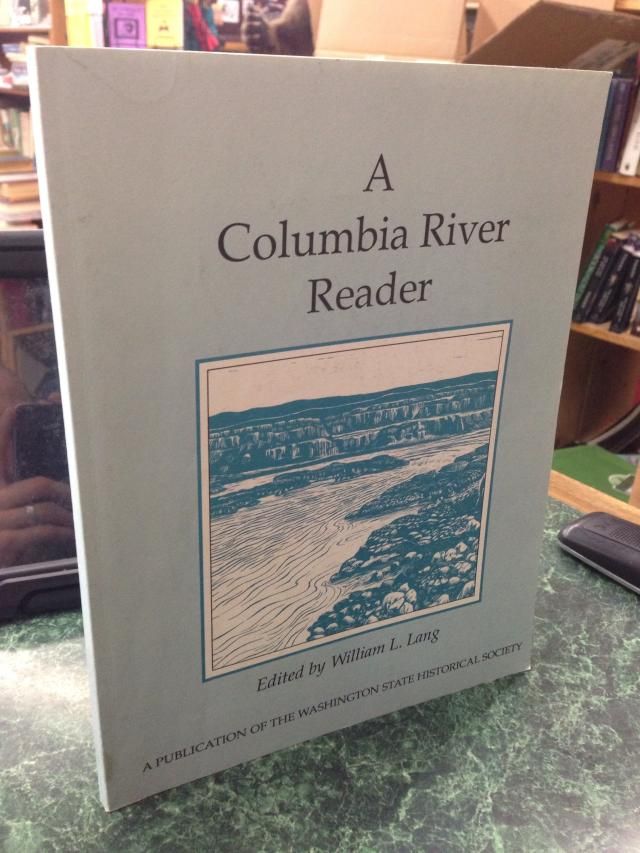 A
Columbia River
Reader
Edited by William L. Lang
A PUBLICATION OF THE WASHINGTON STATE HISTORICAL SOCIETY